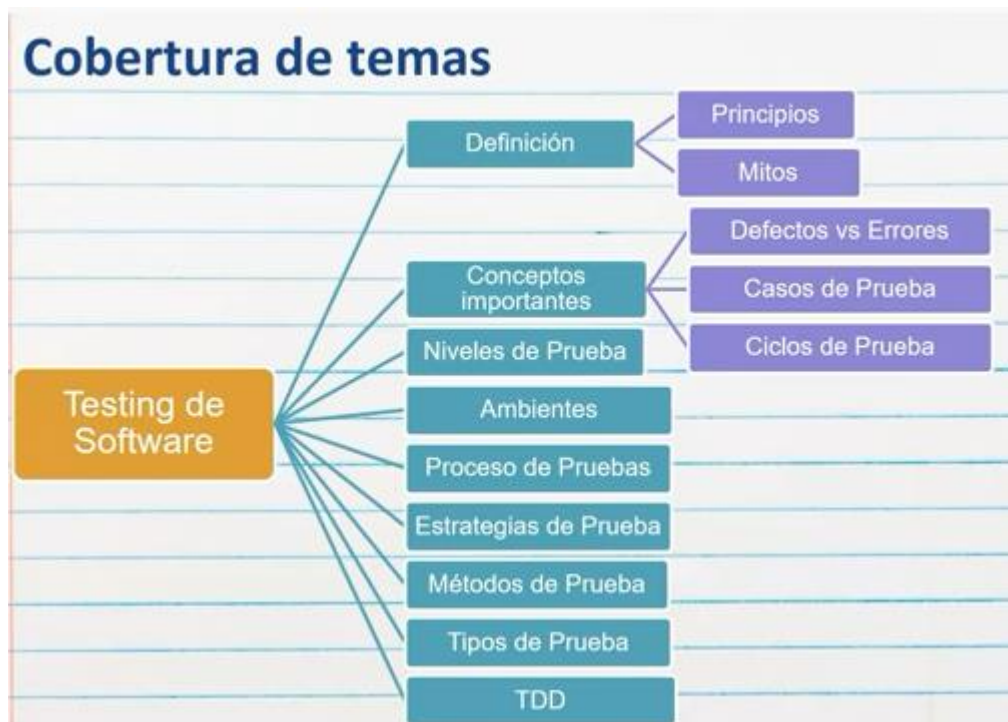 Cobertura de temas
Definición
Principios
Mitos
Conceptos
importantes
Defectos vs Errores
Casos de Prueba
Ciclos de Prueba
Niveles de Prueba
Testing de
Software
Ambientes
Proceso de Pruebas
Estrategias de Prueba
Métodos de Prueba
Tipos de Prueba
TDD